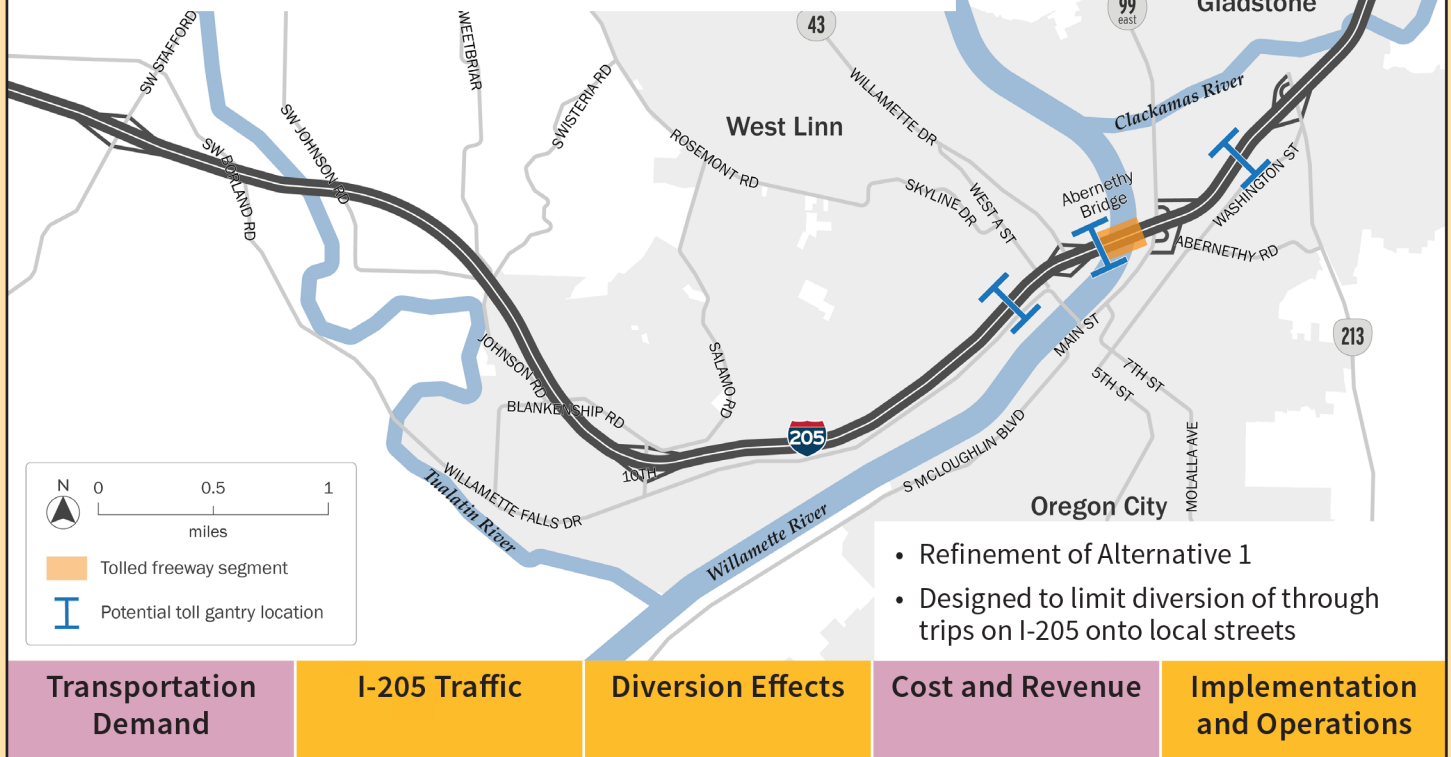 99
east
Gladstone
43
SW STAFFORD
SWEETBRIAR
S WISTERIA RD
WILLAMETTE DR
Clackamas River
West Linn
SW JOHNSON RD
SW BORLAND RD
ROSEMONT RD
SKYLINE DR
WEST A ST
Abernethy
Bridge
WASHINGTON ST
ABERNETHY RD
MAIN ST
213
JOHNSON RD
SALAMO RD
7TH ST
5TH ST
BLANKENSHIP RD
205
10TH
S MCLOUGHLIN BLVD
MOLALLA AVE
WILLAMETTE FALLS DR
Tualatin River
Willamette River
Oregon City
N
0 0.5 1
miles
Tolled freeway segment
Potential toll gantry location
• Refinement of Alternative 1
• Designed to limit diversion of through
trips on I-205 onto local streets
Transportation
Demand
I-205 Traffic
Diversion Effects
Cost and Revenue
Implementation
and Operations